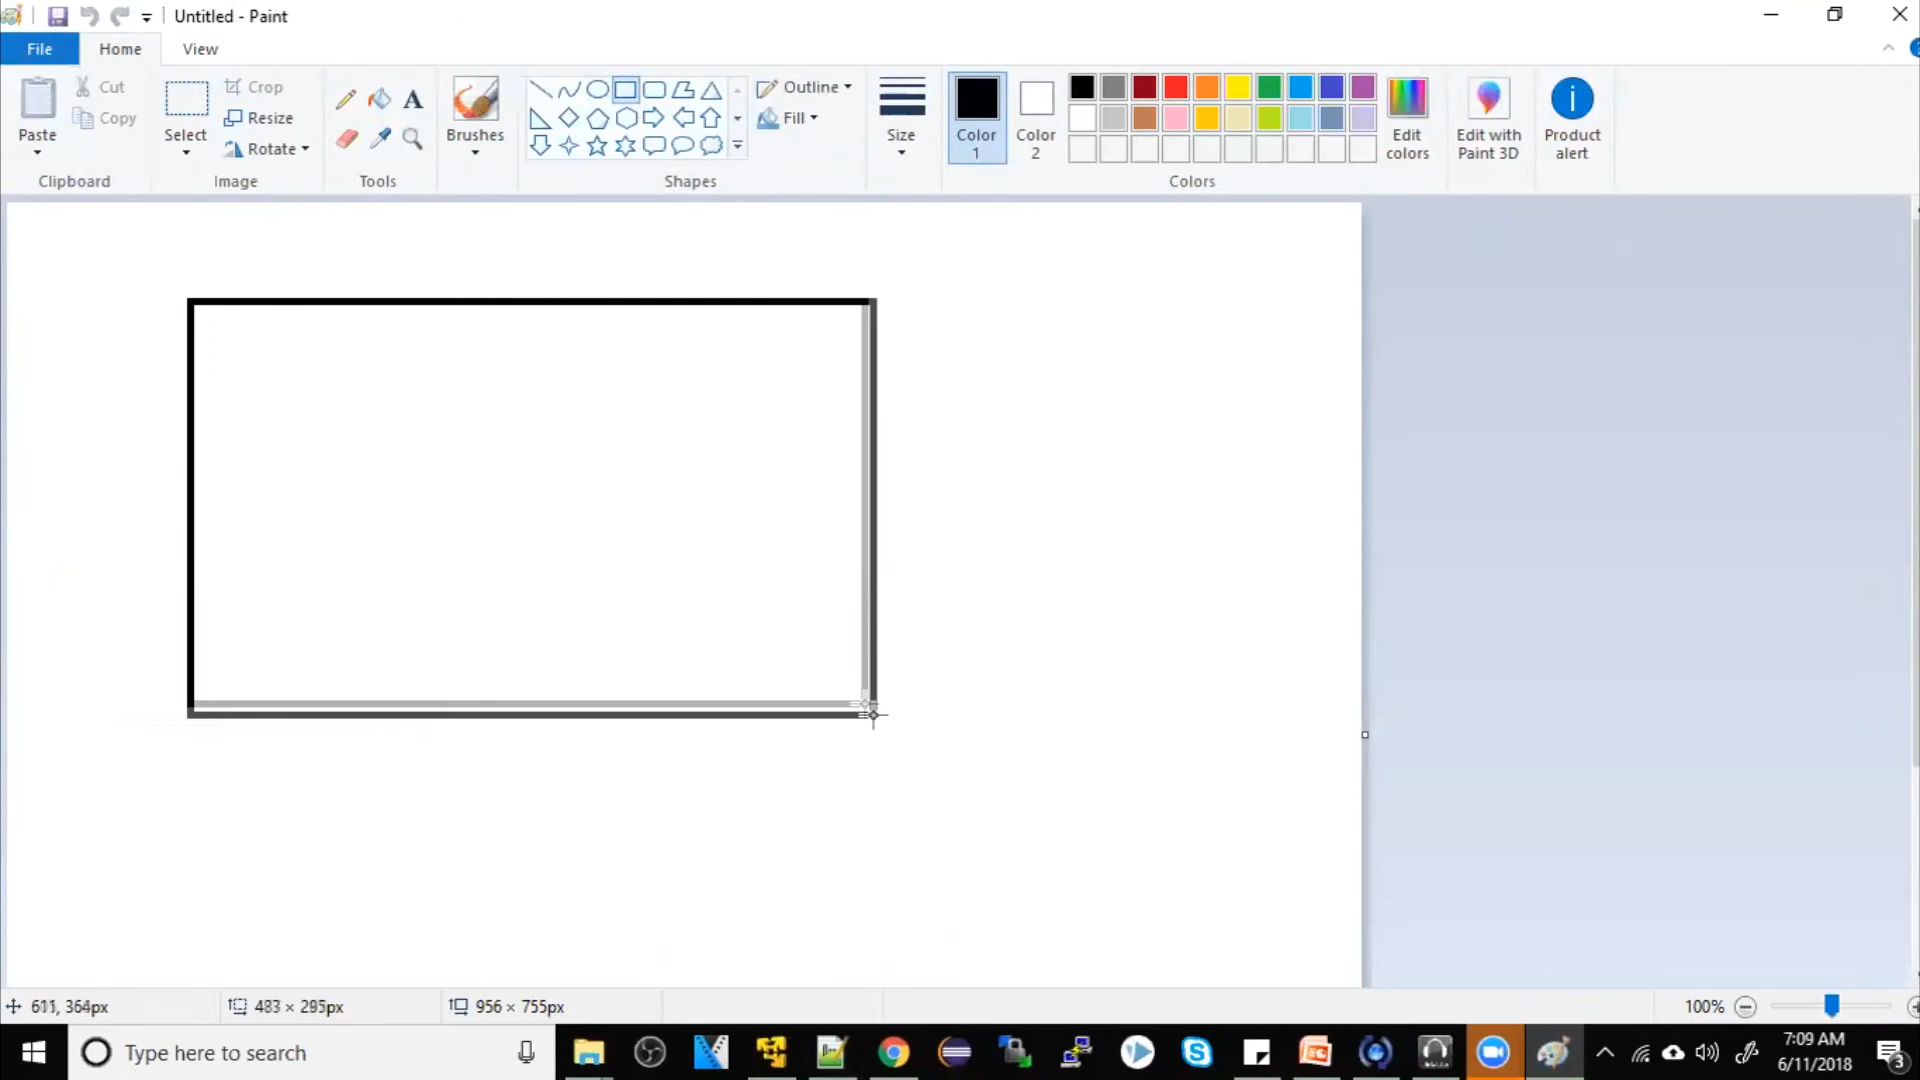 Untitled - Paint
File Home View
Paste
Cut
Copy
Clipboard
Select
Crop
Resize
Rotate
Image
A
Tools
Brushes
Outline
Fill
Shapes
Size
Color 1
Color 2
Edit colors
Colors
Edit with Paint 3D
Product alert
611, 364px
483 × 295px
956 × 755px
100%
Type here to search
7:09 AM
6/11/2018
3